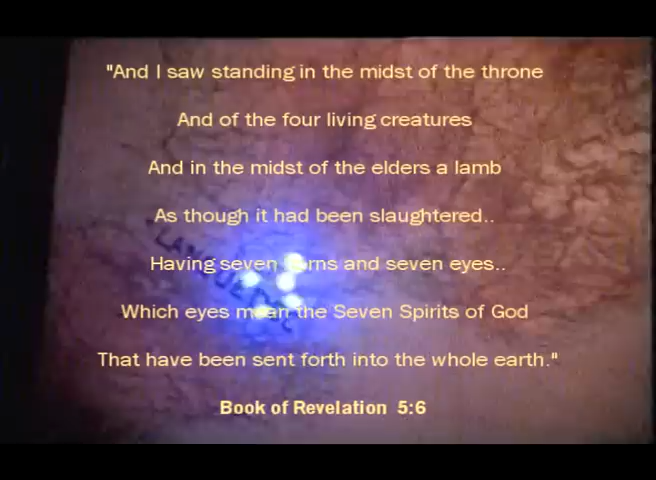 "And I saw standing in the midst of the throne
And of the four living creatures
And in the midst of the elders a lamb
As though it had been slaughtered..
Having seven horns and seven eyes..
Which eyes mean the Seven Spirits of God
That have been sent forth into the whole earth."
Book of Revelation 5:6